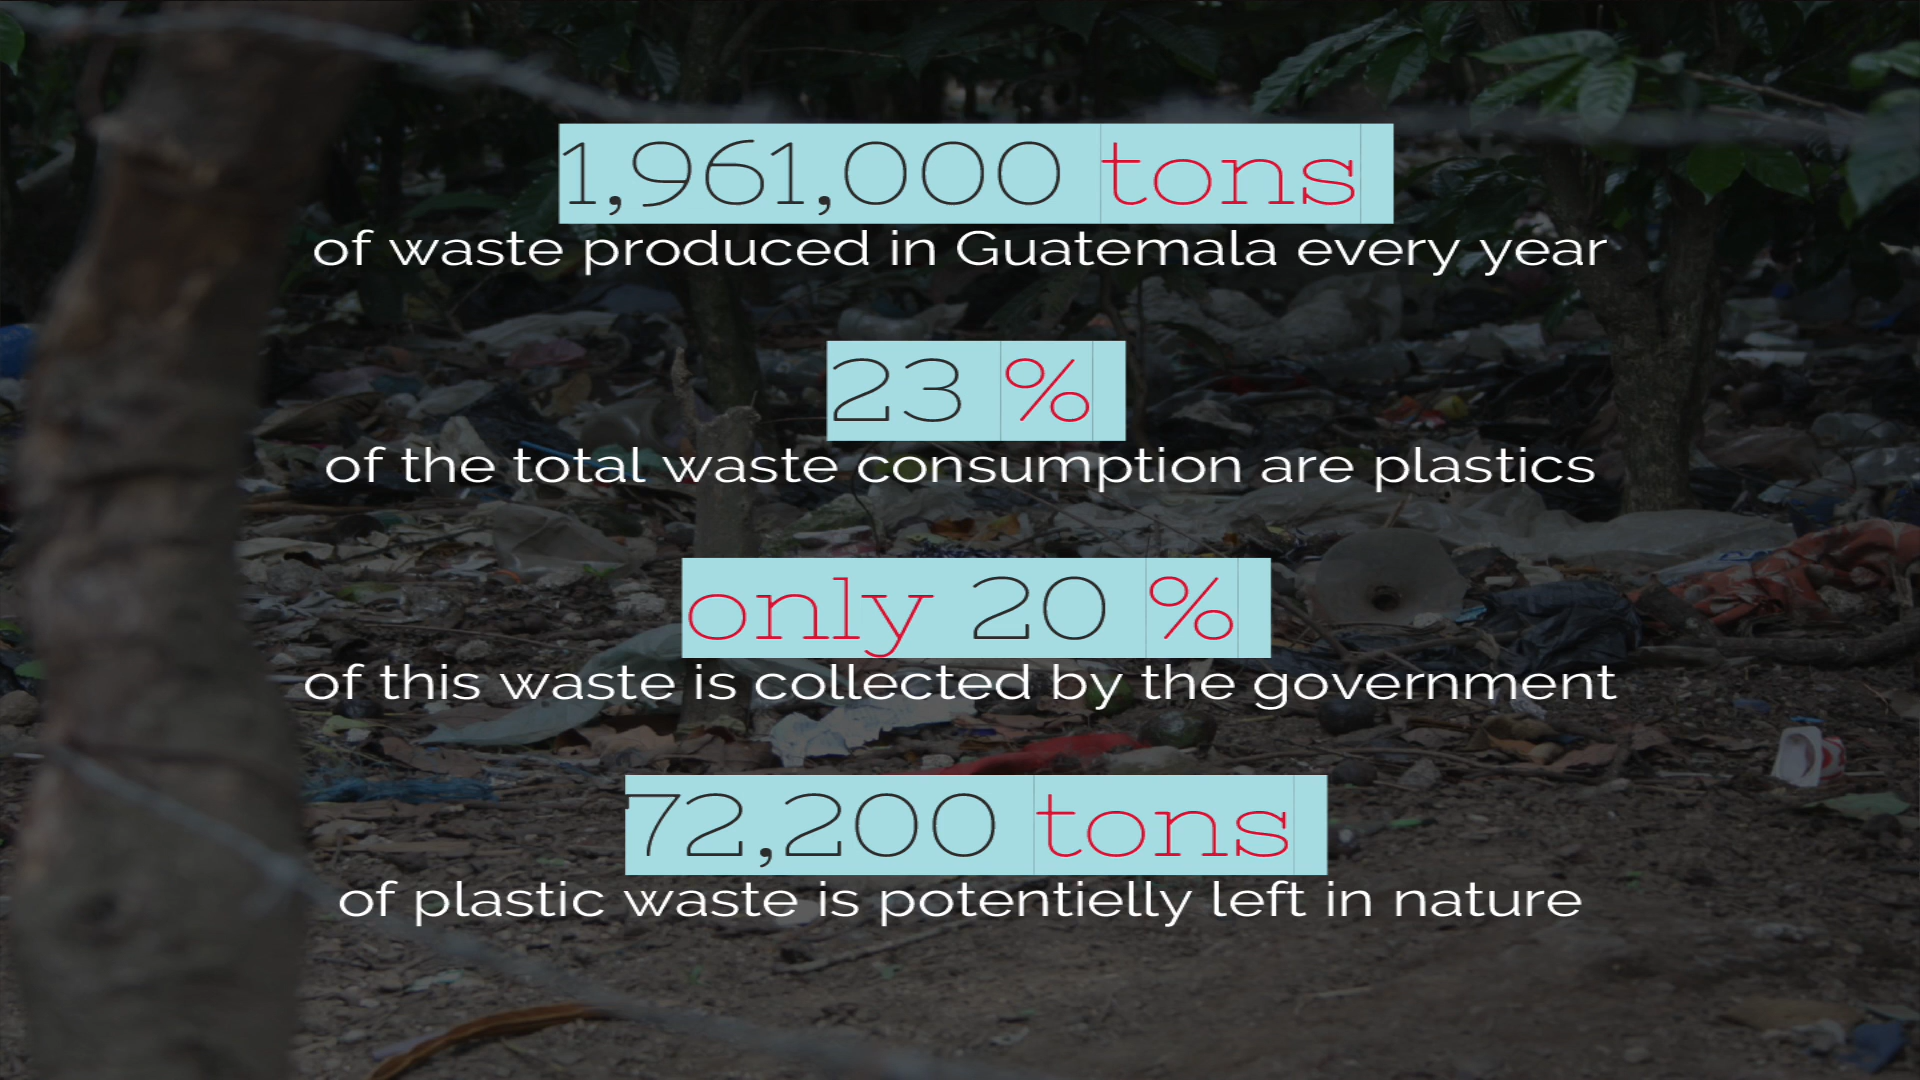 1,961,000 tons
of waste produced in Guatemala every year
23 %
of the total waste consumption are plastics
only 20 %
of this waste is collected by the government
72,200 tons
of plastic waste is potentielly left in nature